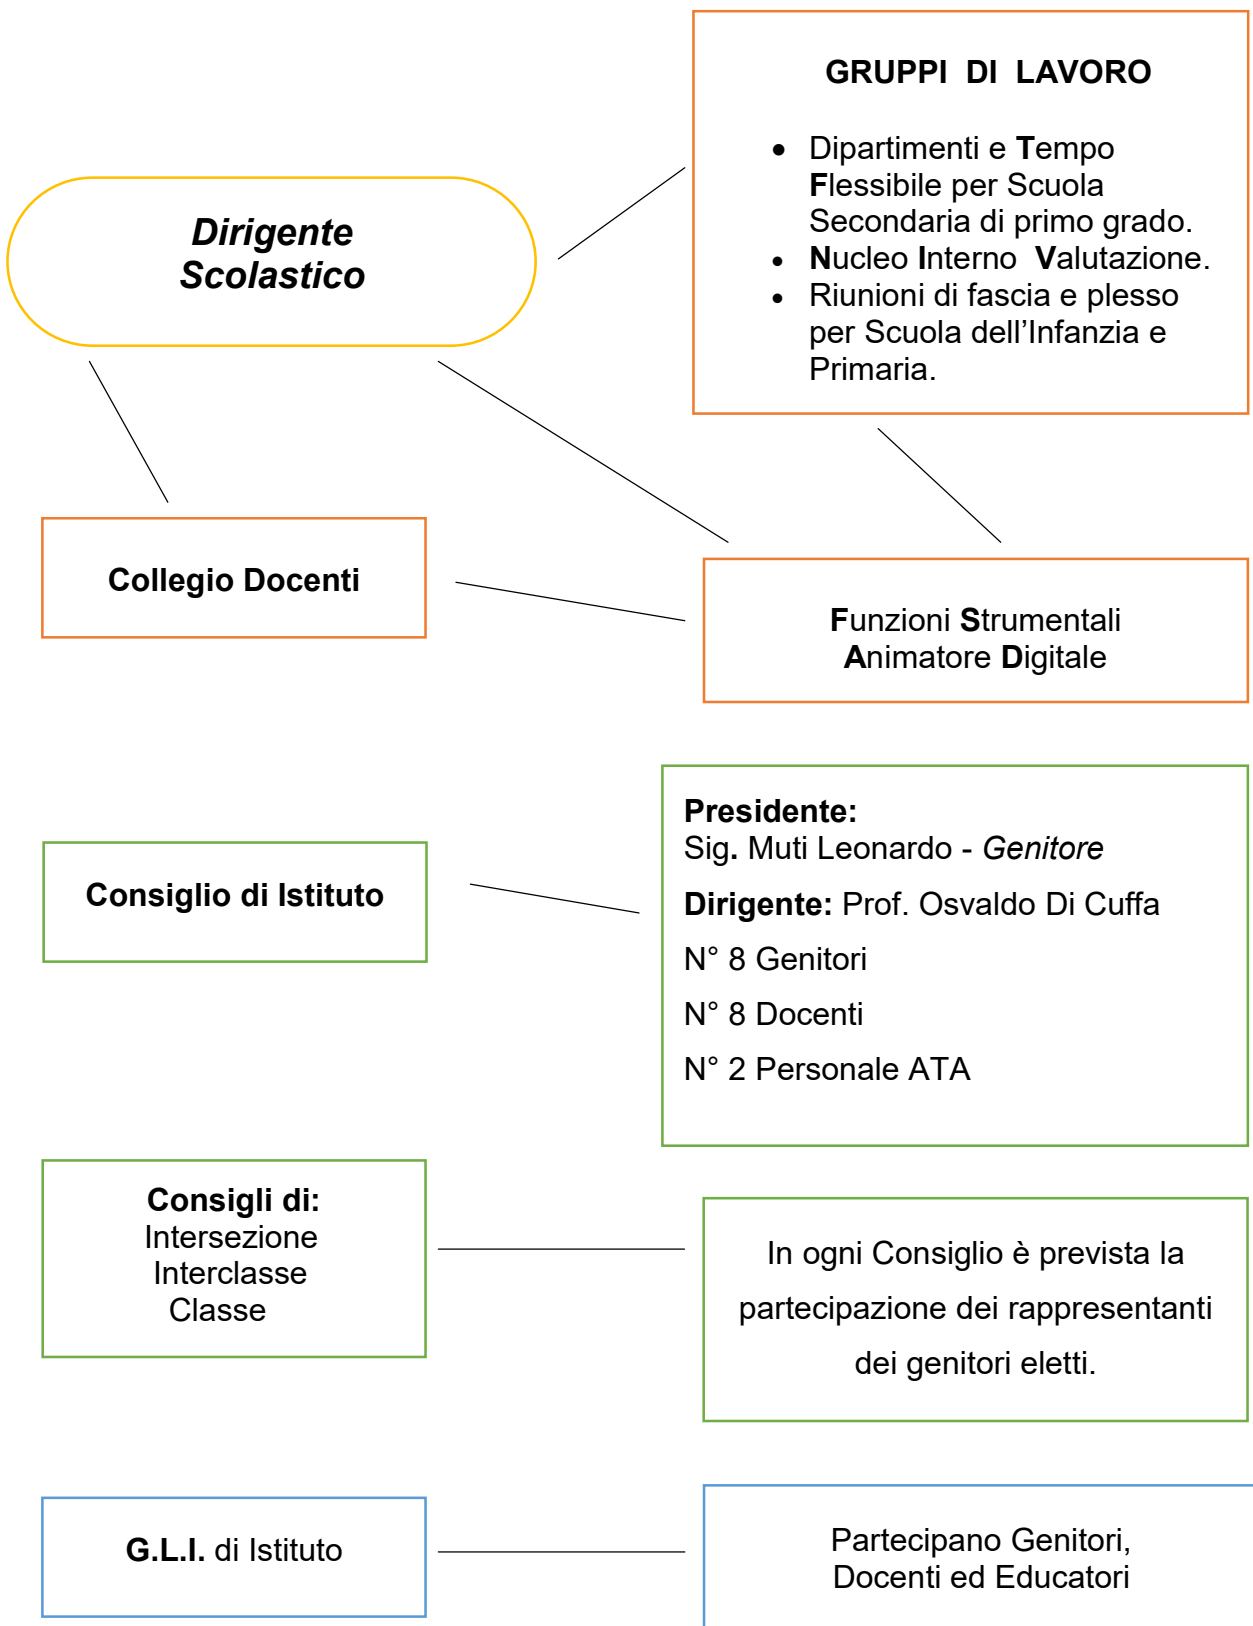 GRUPPI DI LAVORO
• Dipartimenti e Tempo
Flessibile per Scuola
Secondaria di primo grado.
• Nucleo Interno Valutazione.
• Riunioni di fascia e plesso
per Scuola dell’Infanzia e
Primaria.
Dirigente
Scolastico
Collegio Docenti
Funzioni Strumentali
Animatore Digitale
Consiglio di Istituto
Presidente:
Sig. Muti Leonardo - Genitore
Dirigente: Prof. Osvaldo Di Cuffa
N° 8 Genitori
N° 8 Docenti
N° 2 Personale ATA
Consigli di:
Intersezione
Interclasse
Classe
In ogni Consiglio è prevista la
partecipazione dei rappresentanti
dei genitori eletti.
G.L.I. di Istituto
Partecipano Genitori,
Docenti ed Educatori